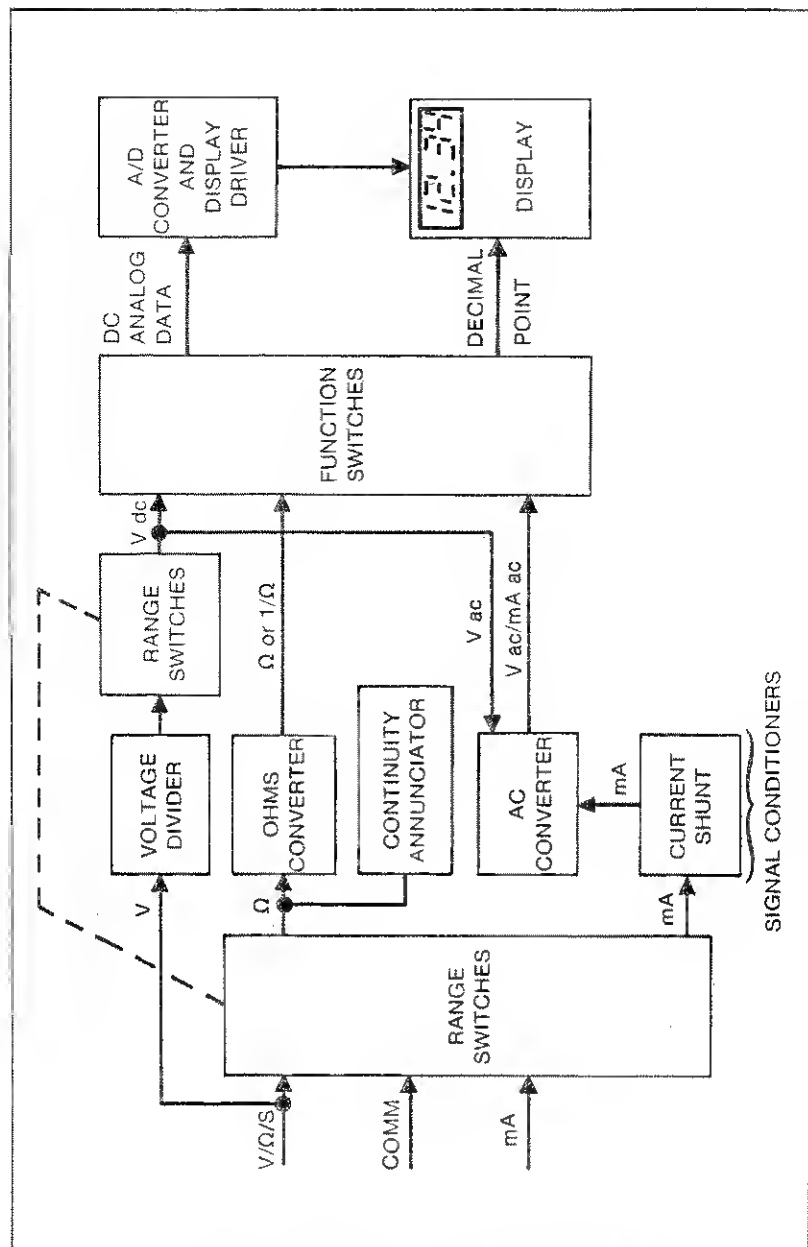 V/Ω/S
COMM
mA
RANGE
SWITCHES
V
VOLTAGE
DIVIDER
RANGE
SWITCHES
V dc
Ω
OHMS
CONVERTER
Ω or 1/Ω
CONTINUITY
ANNUNCIATOR
AC
CONVERTER
V ac
V ac/mA ac
mA
CURRENT
SHUNT
mA
SIGNAL CONDITIONERS
FUNCTION
SWITCHES
DC
ANALOG
DATA
A/D
CONVERTER
AND
DISPLAY
DRIVER
DECIMAL
POINT
12.34
DISPLAY